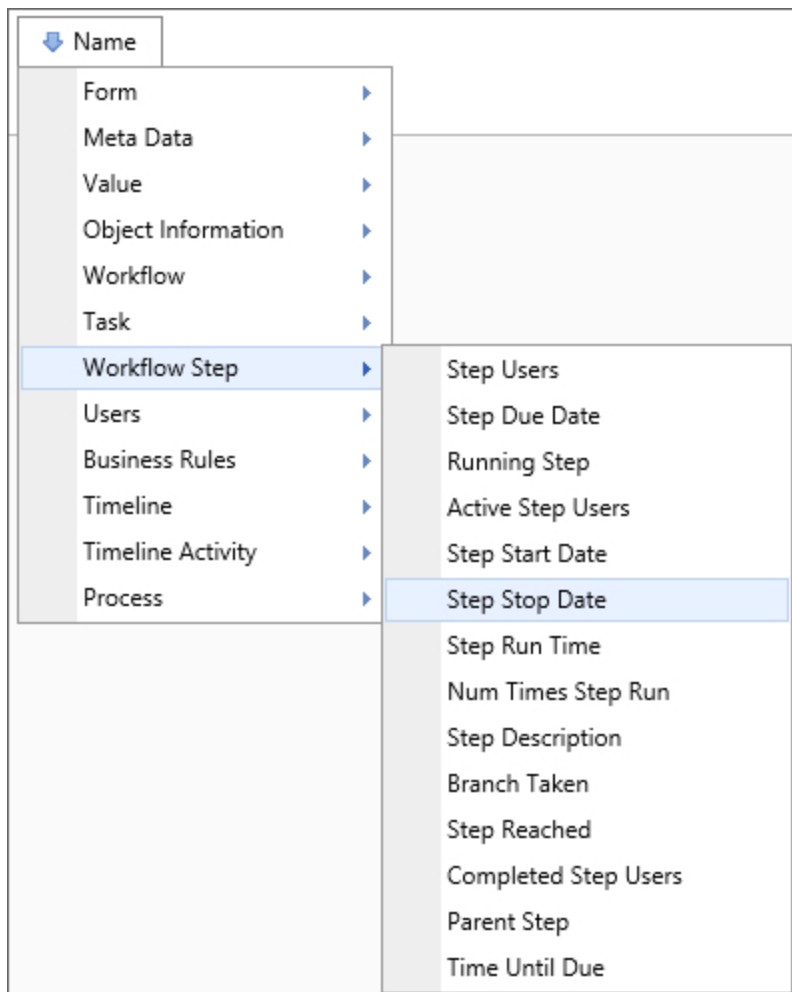 Name
Form
Meta Data
Value
Object Information
Workflow
Task
Workflow Step
Users
Business Rules
Timeline
Timeline Activity
Process
Step Users
Step Due Date
Running Step
Active Step Users
Step Start Date
Step Stop Date
Step Run Time
Num Times Step Run
Step Description
Branch Taken
Step Reached
Completed Step Users
Parent Step
Time Until Due